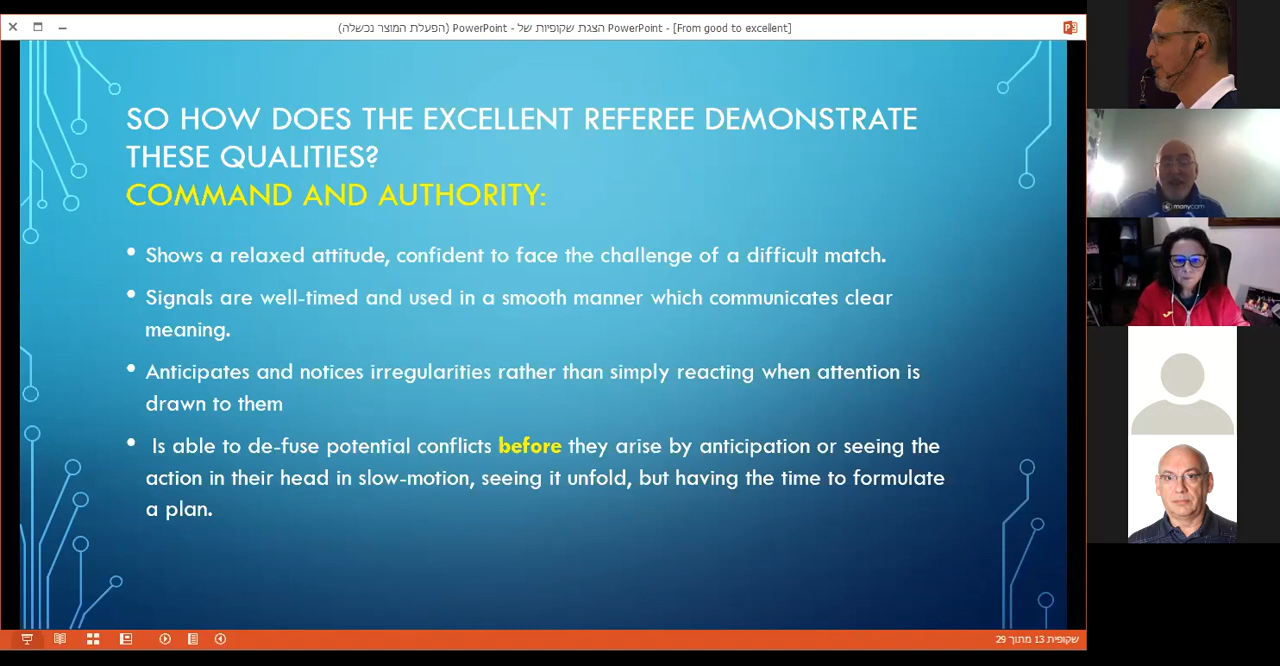 [From good to excellent] - PowerPoint הצגת שקופיות של - PowerPoint (הפעלת המוצר נכשלה)
SO HOW DOES THE EXCELLENT REFEREE DEMONSTRATE
THESE QUALITIES?
COMMAND AND AUTHORITY:
• Shows a relaxed attitude, confident to face the challenge of a difficult match.
• Signals are well-timed and used in a smooth manner which communicates clear
meaning.
• Anticipates and notices irregularities rather than simply reacting when attention is
drawn to them
• Is able to de-fuse potential conflicts before they arise by anticipation or seeing the
action in their head in slow-motion, seeing it unfold, but having the time to formulate
a plan.
שקופית 13 מתוך 29
manycam